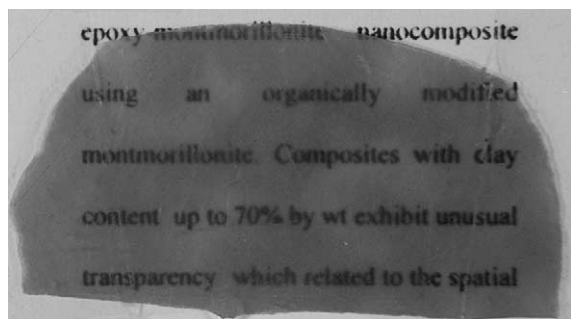 epoxy-montmorillonite nanocomposite
using an organically modified
montmorillonite. Composites with clay
content up to 70% by wt exhibit unusual
transparency which related to the spatial